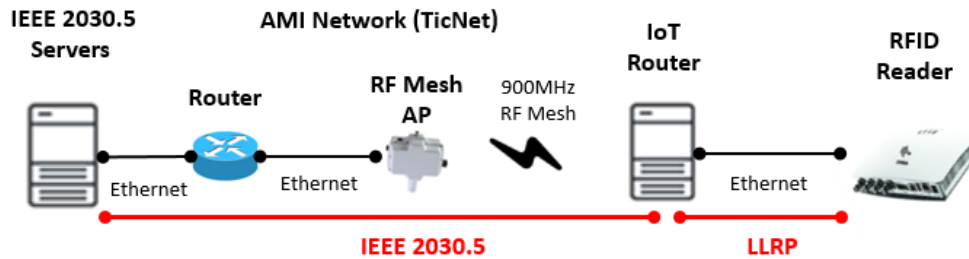 IEEE 2030.5
Servers
AMI Network (TicNet)
IoT
Router
RFID
Reader
Router
RF Mesh
AP
900MHz
RF Mesh
Ethernet
Ethernet
Ethernet
IEEE 2030.5
LLRP